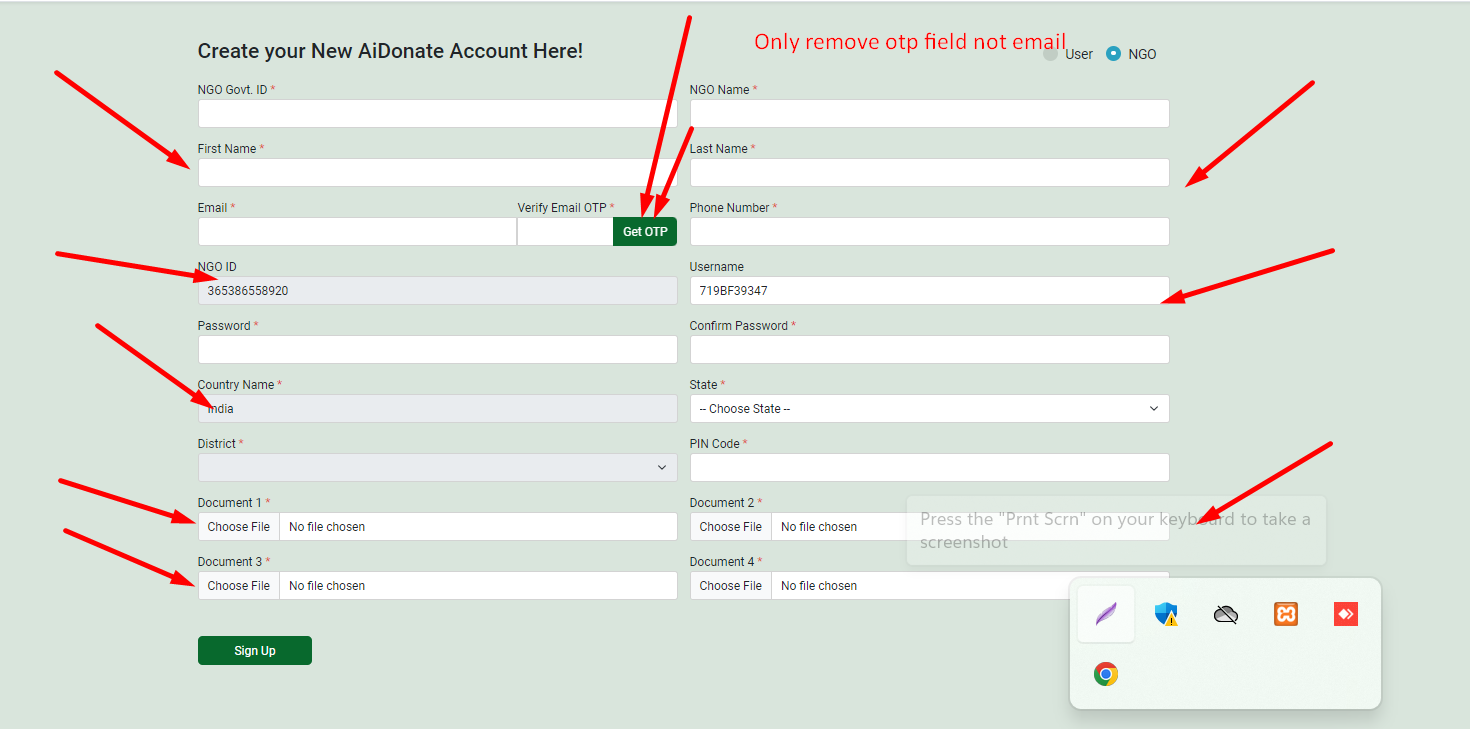 Only remove otp field not email
Create your New AiDonate Account Here!
User NGO
NGO Govt. ID * NGO Name *
First Name * Last Name *
Email * Verify Email OTP * Phone Number *
Get OTP
NGO ID Username
365386558920 719BF39347
Password * Confirm Password *
Country Name * State *
India -- Choose State --
District * PIN Code *
Document 1 * Document 2 *
Choose File No file chosen Choose File No file chosen
Press the "Prnt Scrn" on your keyboard to take a
screenshot
Document 3 * Document 4 *
Choose File No file chosen Choose File No file chosen
Sign Up